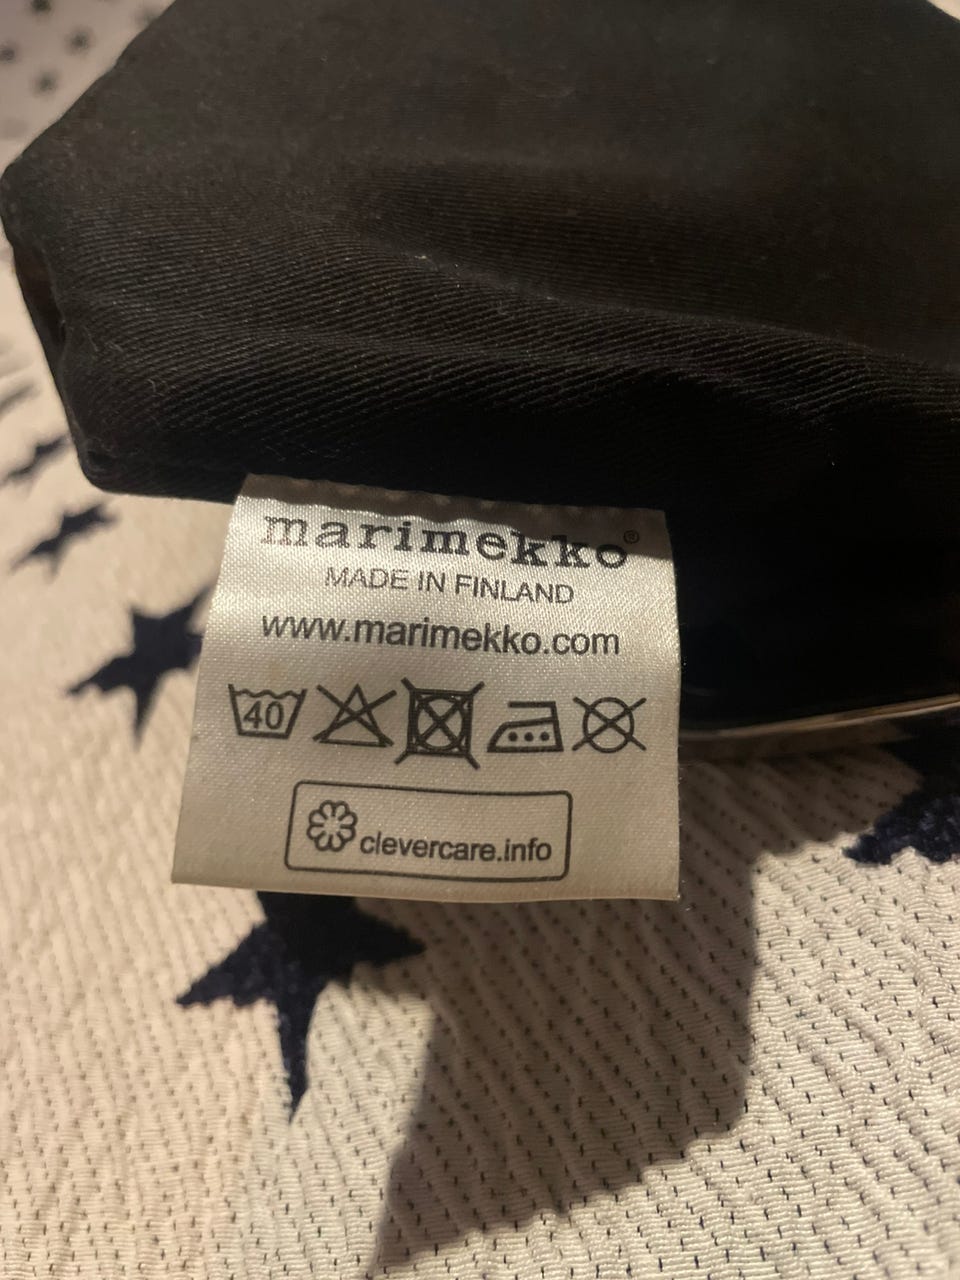 marimekko®
MADE IN FINLAND
www.marimekko.com
40
clevercare.info